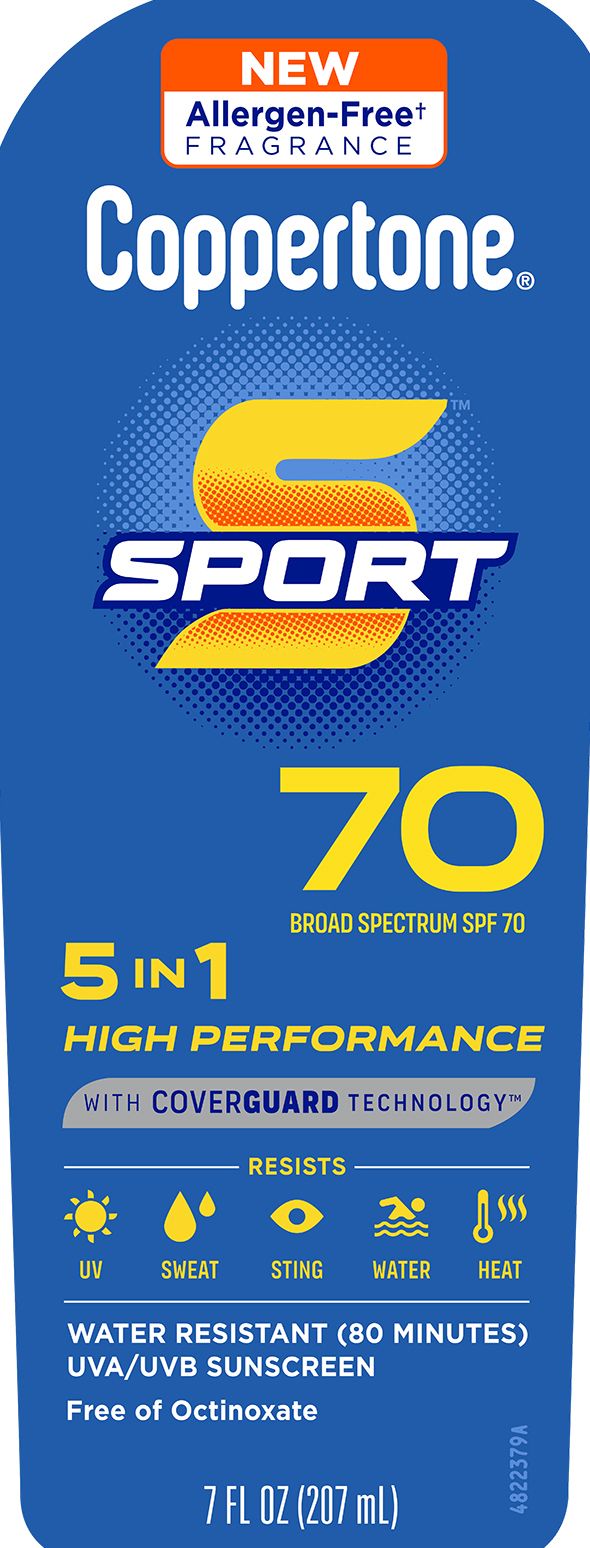 NEW
Allergen-Free†
FRAGRANCE
Coppertone®
™
SPORT
70
BROAD SPECTRUM SPF 70
5 IN 1
HIGH PERFORMANCE
WITH COVERGUARD TECHNOLOGY™
RESISTS
UV SWEAT STING WATER HEAT
WATER RESISTANT (80 MINUTES)
UVA/UVB SUNSCREEN
Free of Octinoxate
4822379A
7 FL OZ (207 mL)